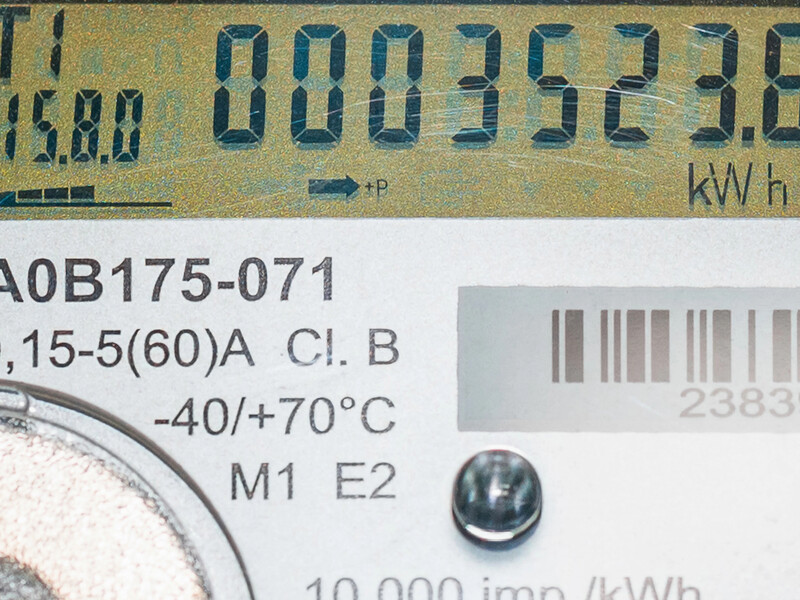 T1
15.8.0
0003523.
+P
kWh
A0B175-071
,15-5(60)A Cl. B
-40/+70°C
2383
M1 E2
10 000 imp./kWh